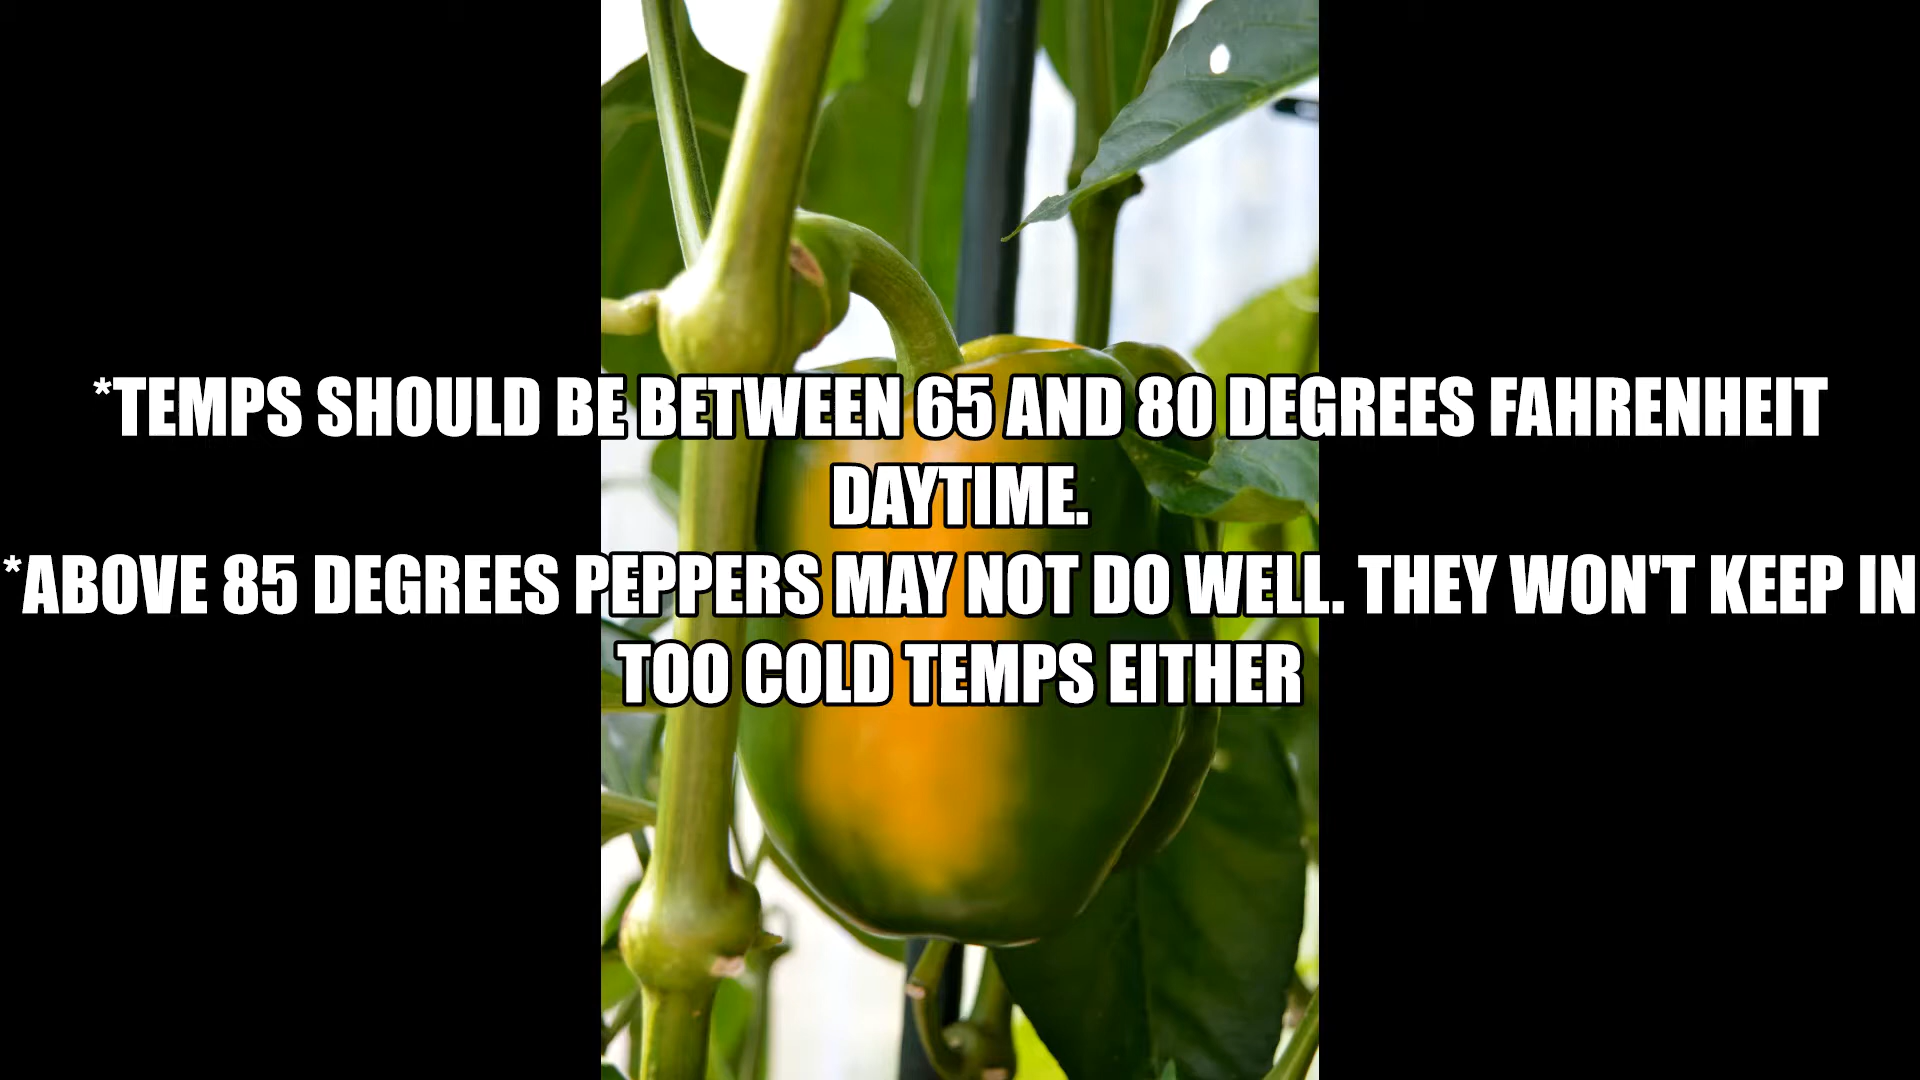 *TEMPS SHOULD BE BETWEEN 65 AND 80 DEGREES FAHRENHEIT
DAYTIME.
*ABOVE 85 DEGREES PEPPERS MAY NOT DO WELL. THEY WON'T KEEP IN
TOO COLD TEMPS EITHER